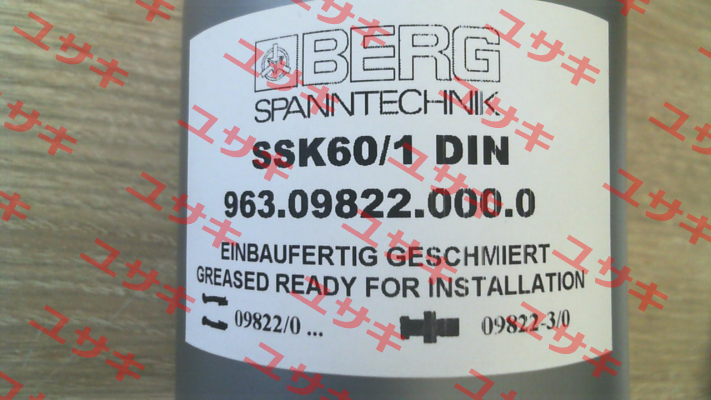 BERG
SPANNTECHNIK
SSK60/1 DIN
963.09822.000.0
EINBAUFERTIG GESCHMIERT
GREASED READY FOR INSTALLATION
09822/0 ... 09822-3/0
ユサキ